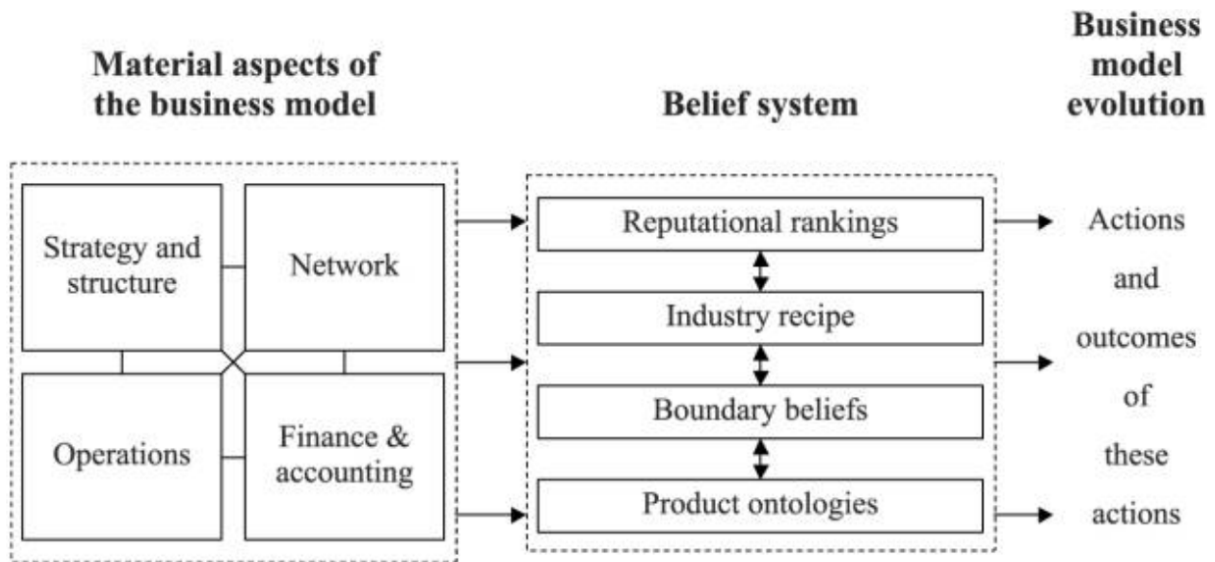 Material aspects of
the business model
Belief system
Business
model
evolution
Strategy and
structure
Network
Operations
Finance &
accounting
Reputational rankings
Industry recipe
Boundary beliefs
Product ontologies
Actions
and
outcomes
of
these
actions